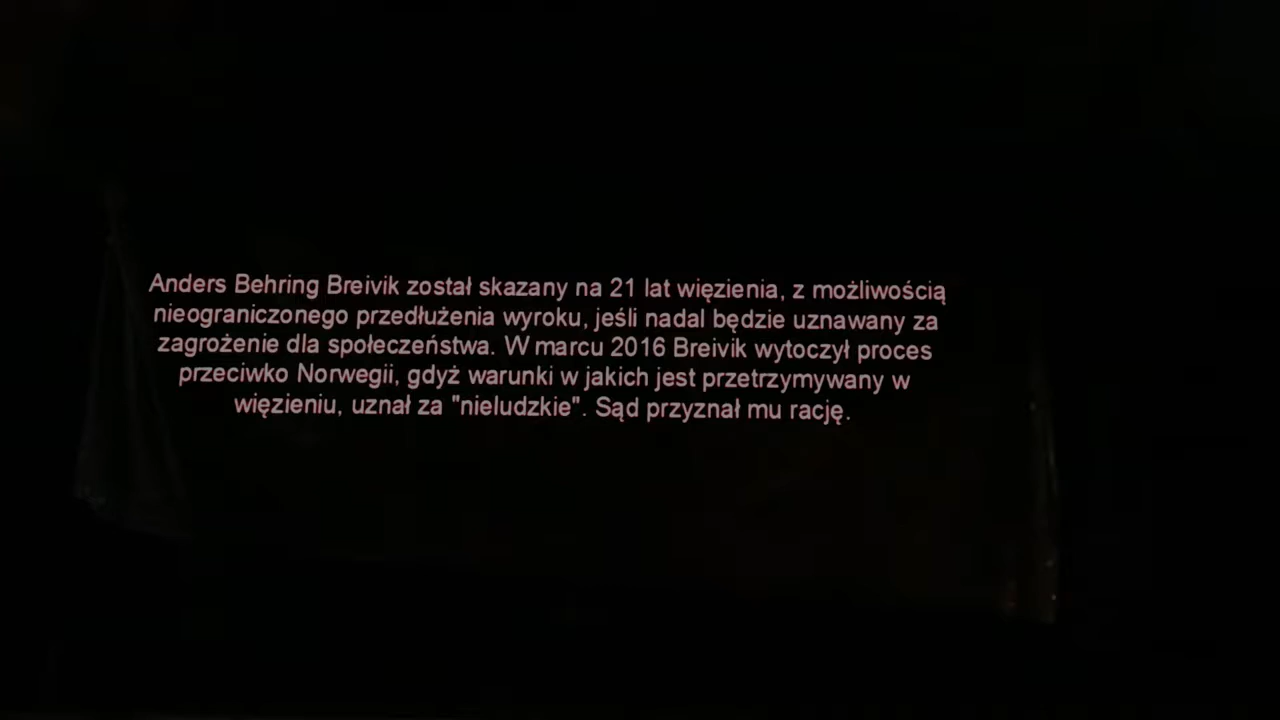 Anders Behring Breivik został skazany na 21 lat więzienia, z możliwością
nieograniczonego przedłużenia wyroku, jeśli nadal będzie uznawany za
zagrożenie dla społeczeństwa. W marcu 2016 Breivik wytoczył proces
przeciwko Norwegii, gdyż warunki w jakich jest przetrzymywany w
więzieniu, uznał za "nieludzkie". Sąd przyznał mu rację.